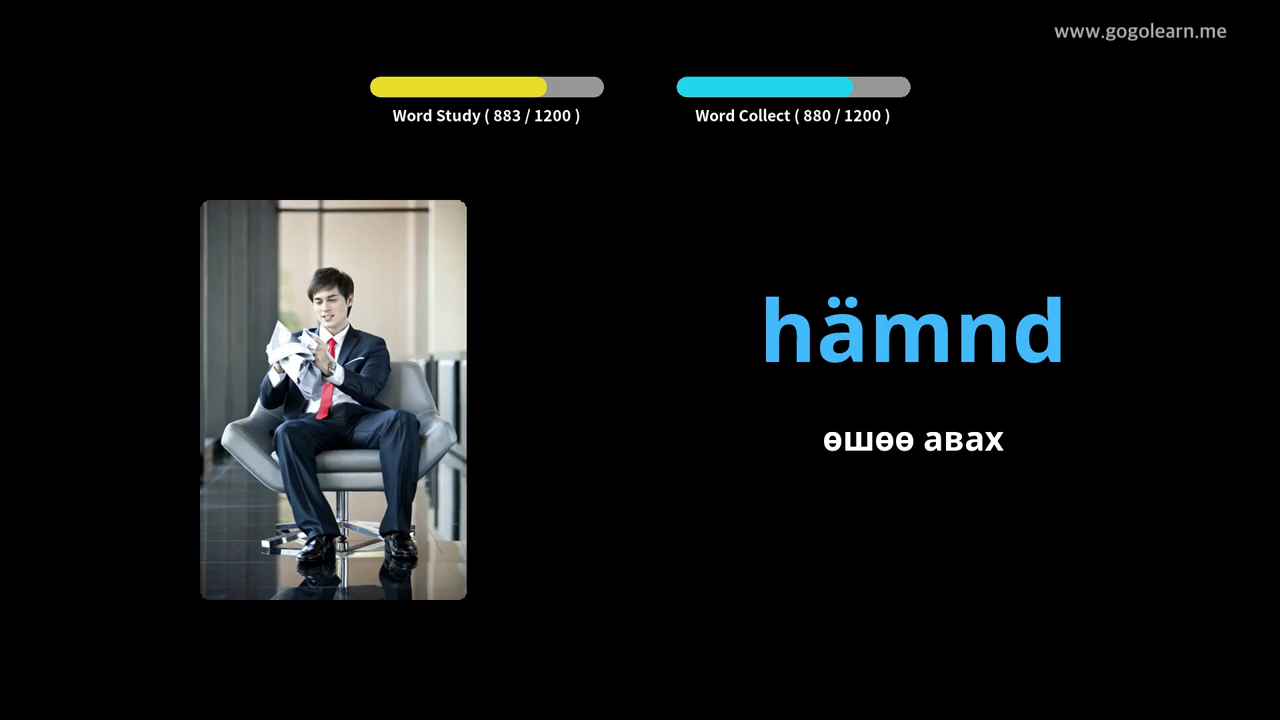 www.gogolearn.me
Word Study ( 883 / 1200 )
Word Collect ( 880 / 1200 )
hämnd
өшөө авах